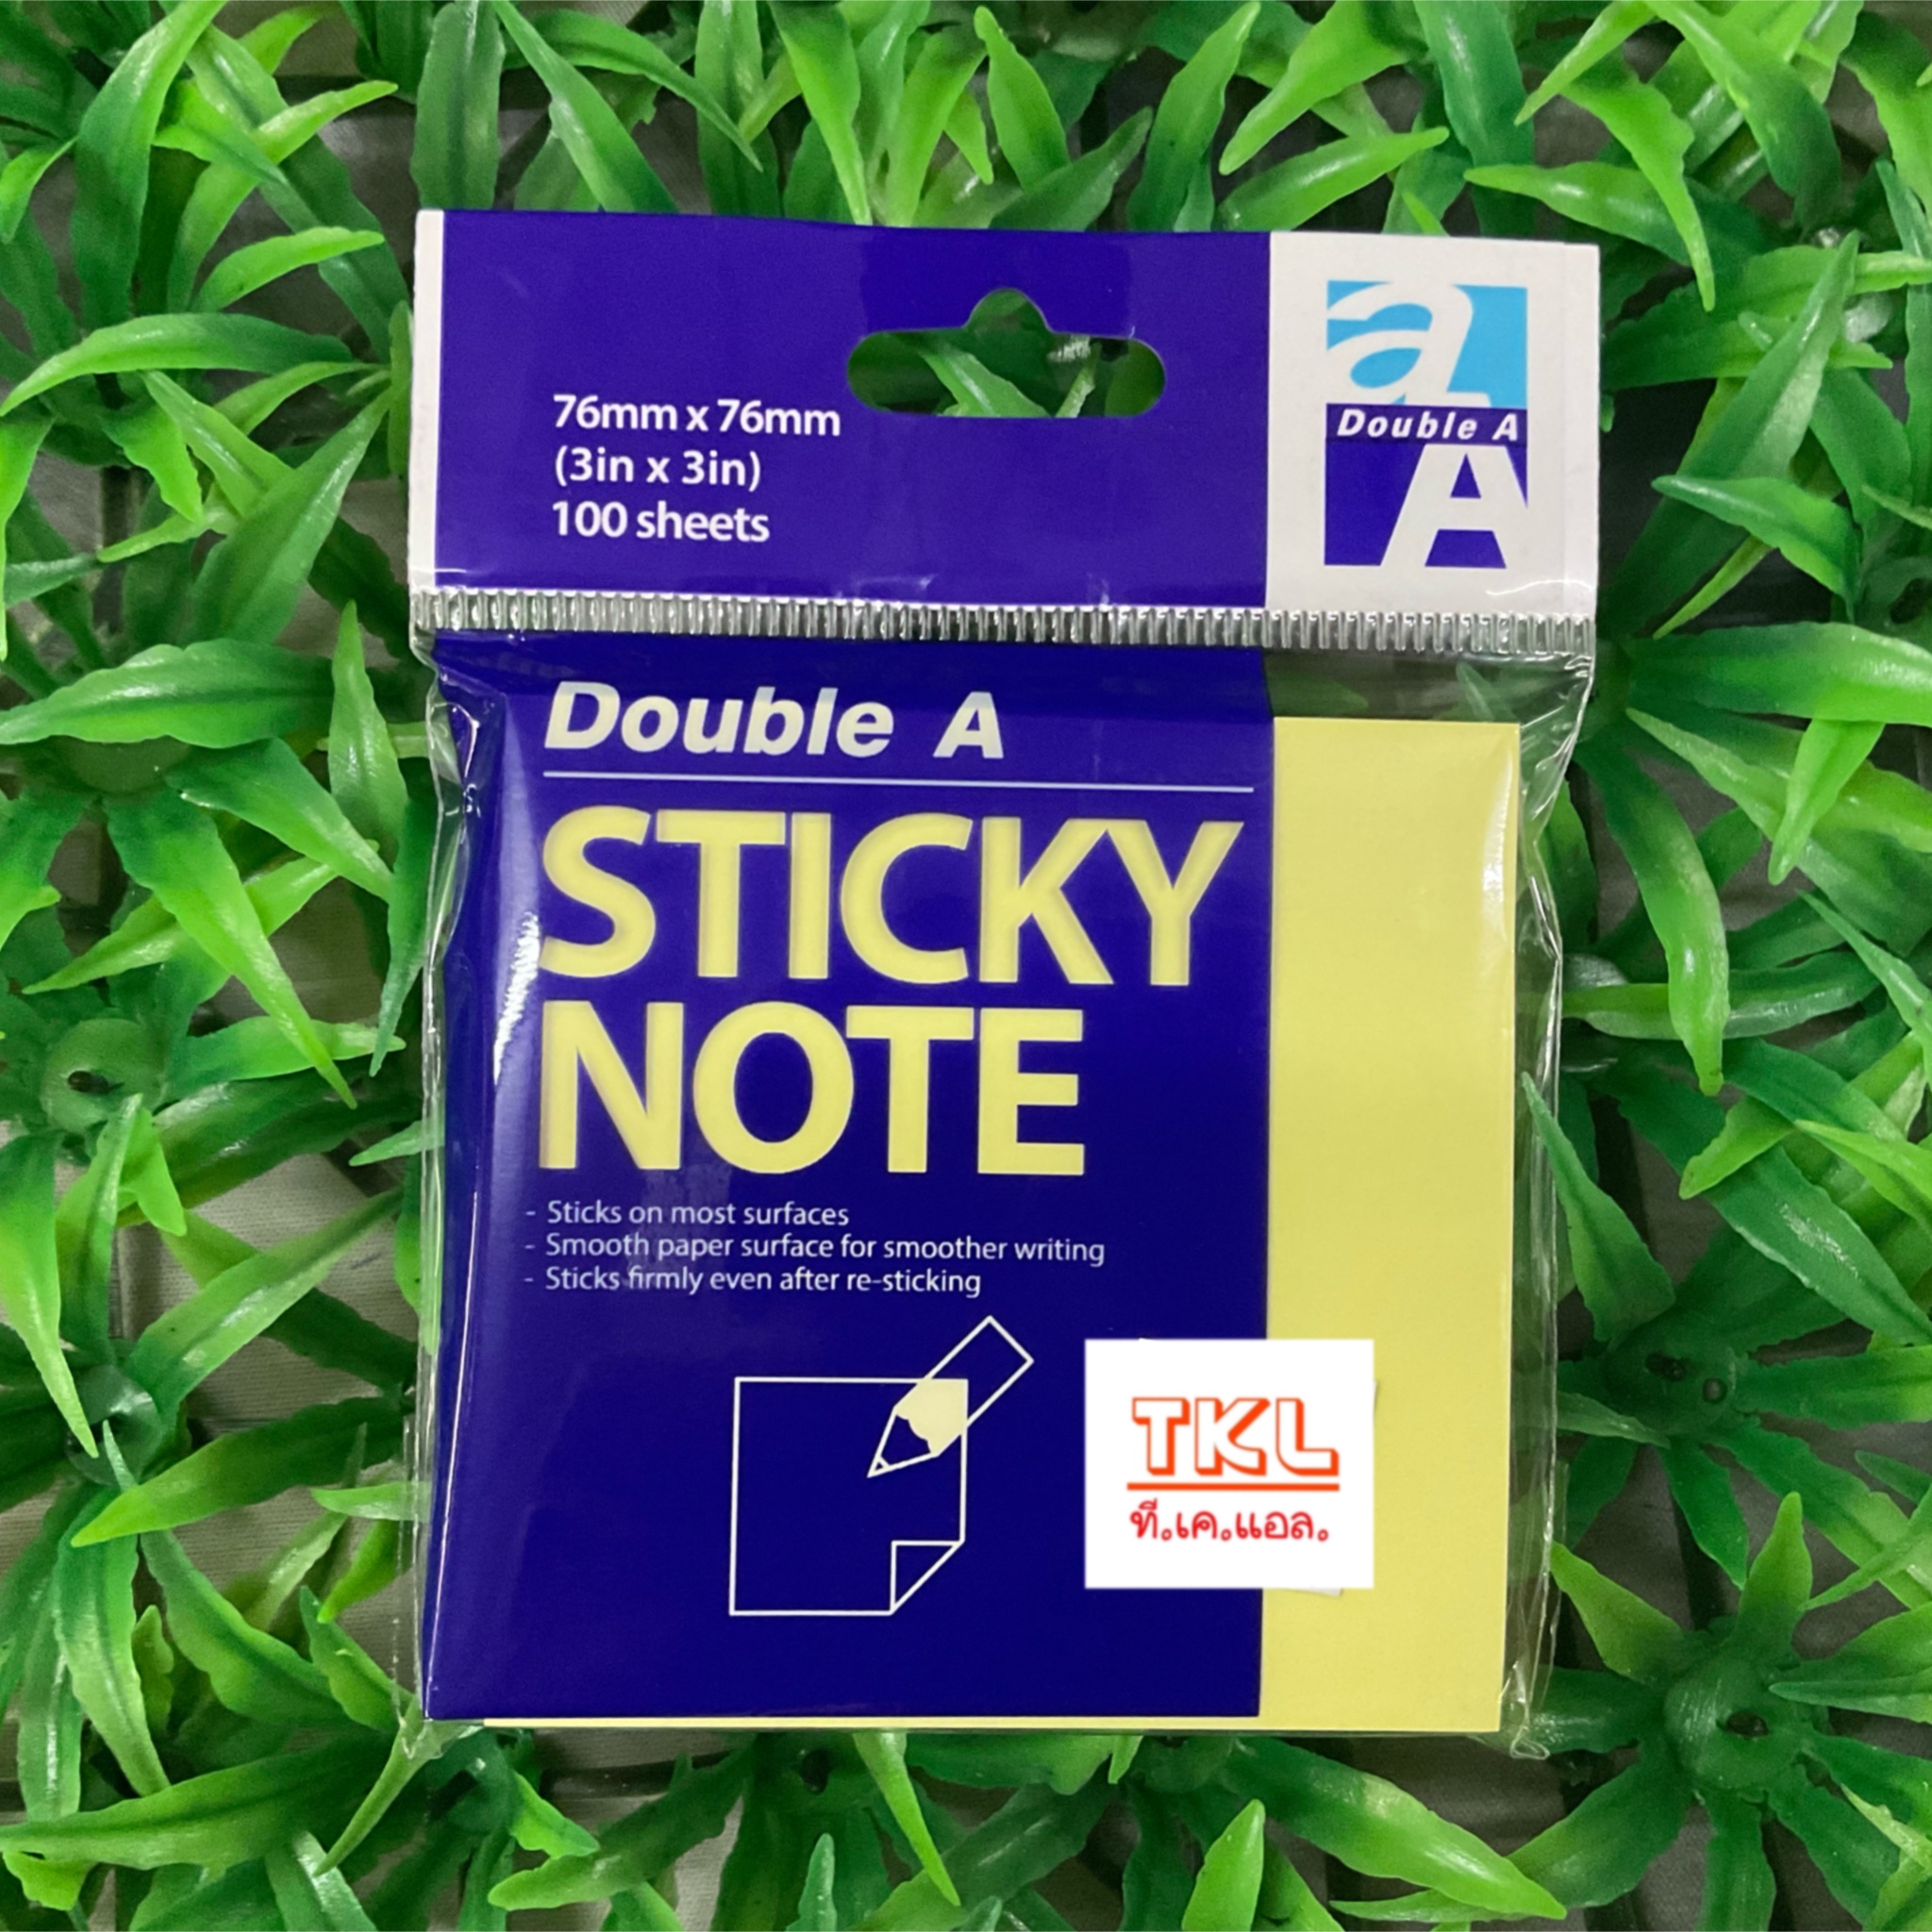 76mm x 76mm
(3in x 3in)
100 sheets
a
Double A
A
Double A
STICKY
NOTE
- Sticks on most surfaces
- Smooth paper surface for smoother writing
- Sticks firmly even after re-sticking
TKL
ที.เค.แอล.